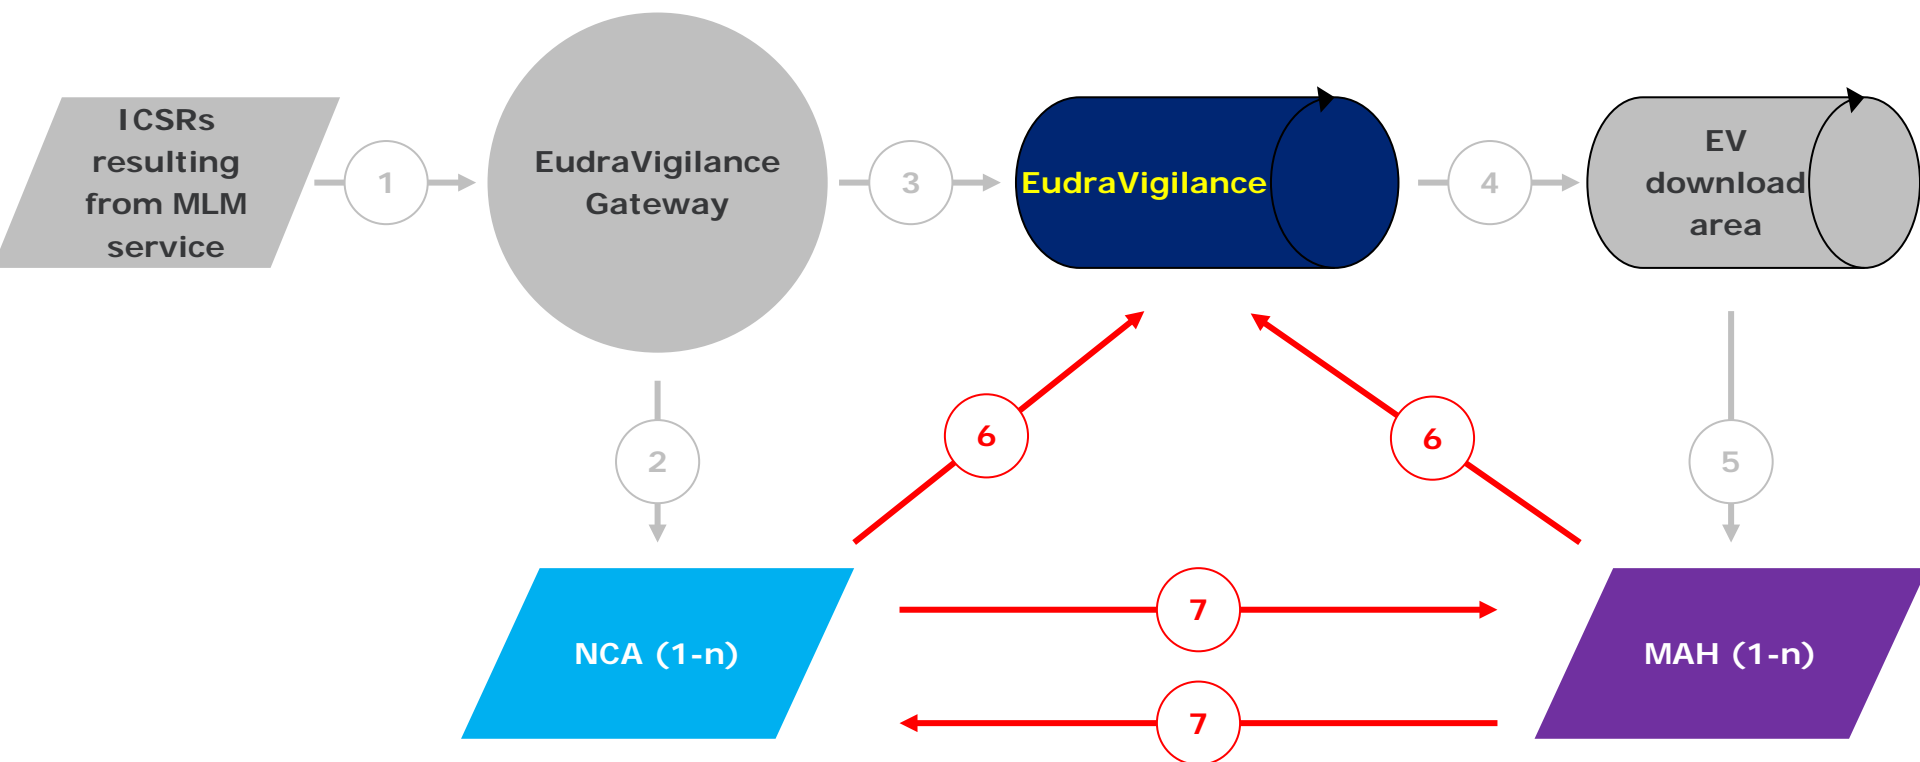 ICSRs
resulting
from MLM
service
1
EudraVigilance
Gateway
3
EudraVigilance
4
EV
download
area
2
6
6
5
NCA (1-n)
7
7
MAH (1-n)